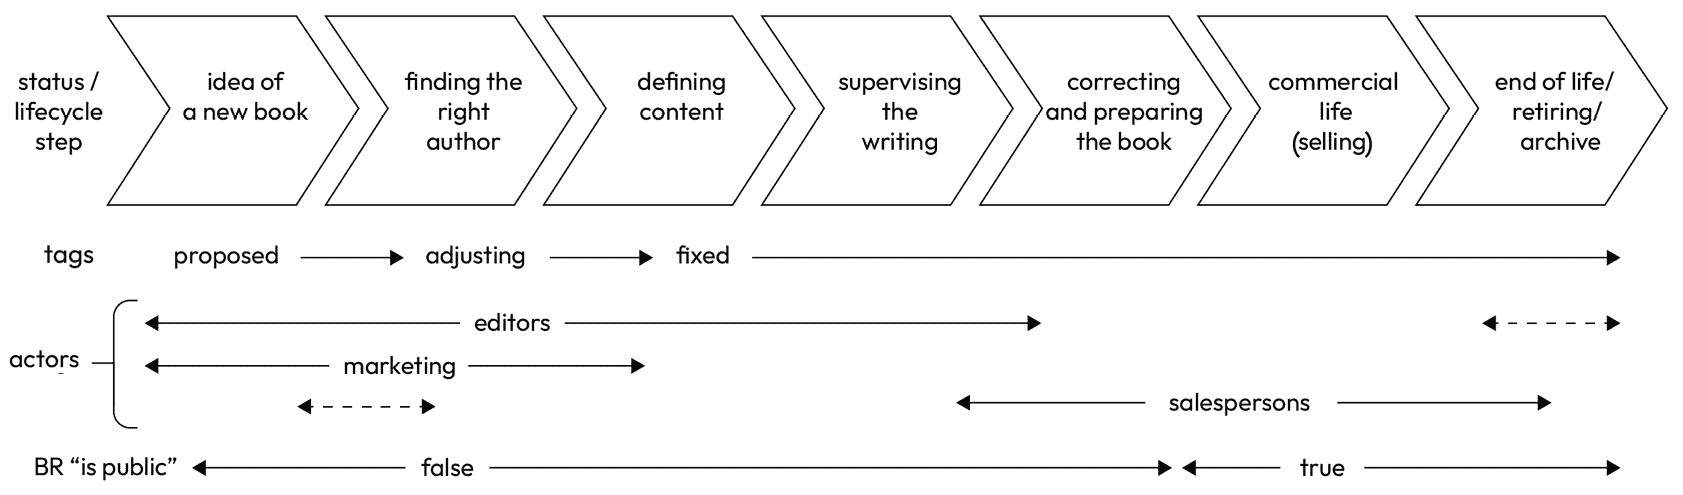 status /
lifecycle
step
idea of
a new book
finding the
right
author
defining
content
supervising
the
writing
correcting
and preparing
the book
commercial
life
(selling)
end of life/
retiring/
archive
tags
proposed
adjusting
fixed
actors
editors
marketing
salespersons
BR “is public”
false
true